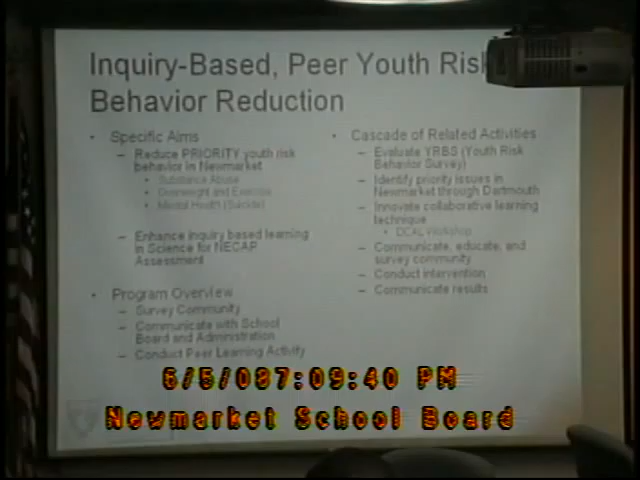 Inquiry-Based, Peer Youth Risk
Behavior Reduction
• Specific Aims
– Reduce PRIORITY youth risk
behavior in Newmarket
• Substance Abuse
• Overweight and Exercise
• Mental Health (Suicide)
– Enhance inquiry based learning
in Science for NECAP
Assessment
• Program Overview
– Survey Community
– Communicate with School
Board and Administration
– Conduct Peer Learning Activity
• Cascade of Related Activities
– Evaluate YRBS (Youth Risk
Behavior Survey)
– Identify priority issues in
Newmarket through Dartmouth
– Innovate collaborative learning
technique
• DCAL Workshop
– Communicate, educate, and
survey community
– Conduct intervention
– Communicate results
6/5/08 7:09:40 PM
Newmarket School Board